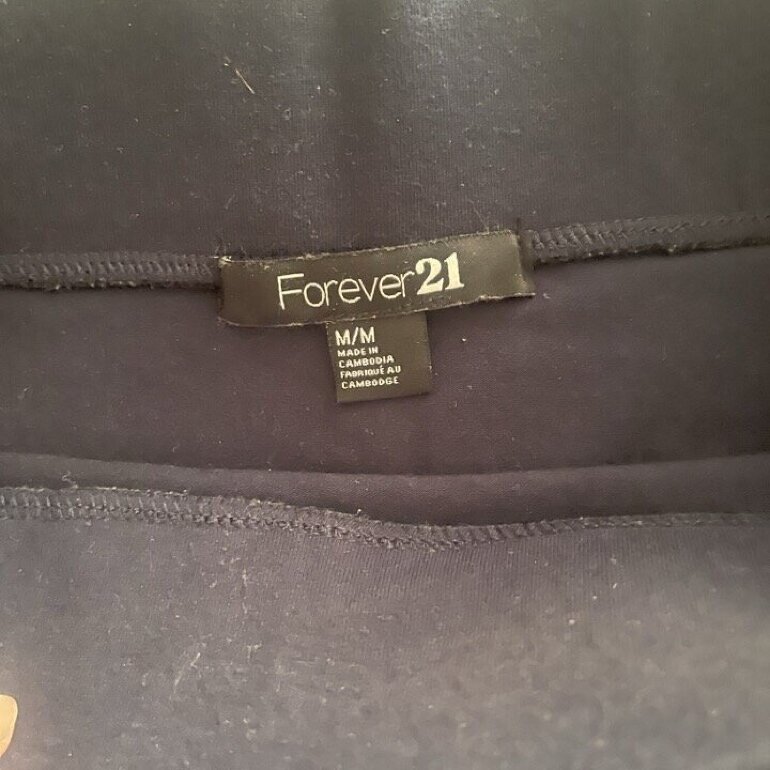 Forever21
M/M
MADE IN
CAMBODIA
FABRIQUÉ AU
CAMBODGE